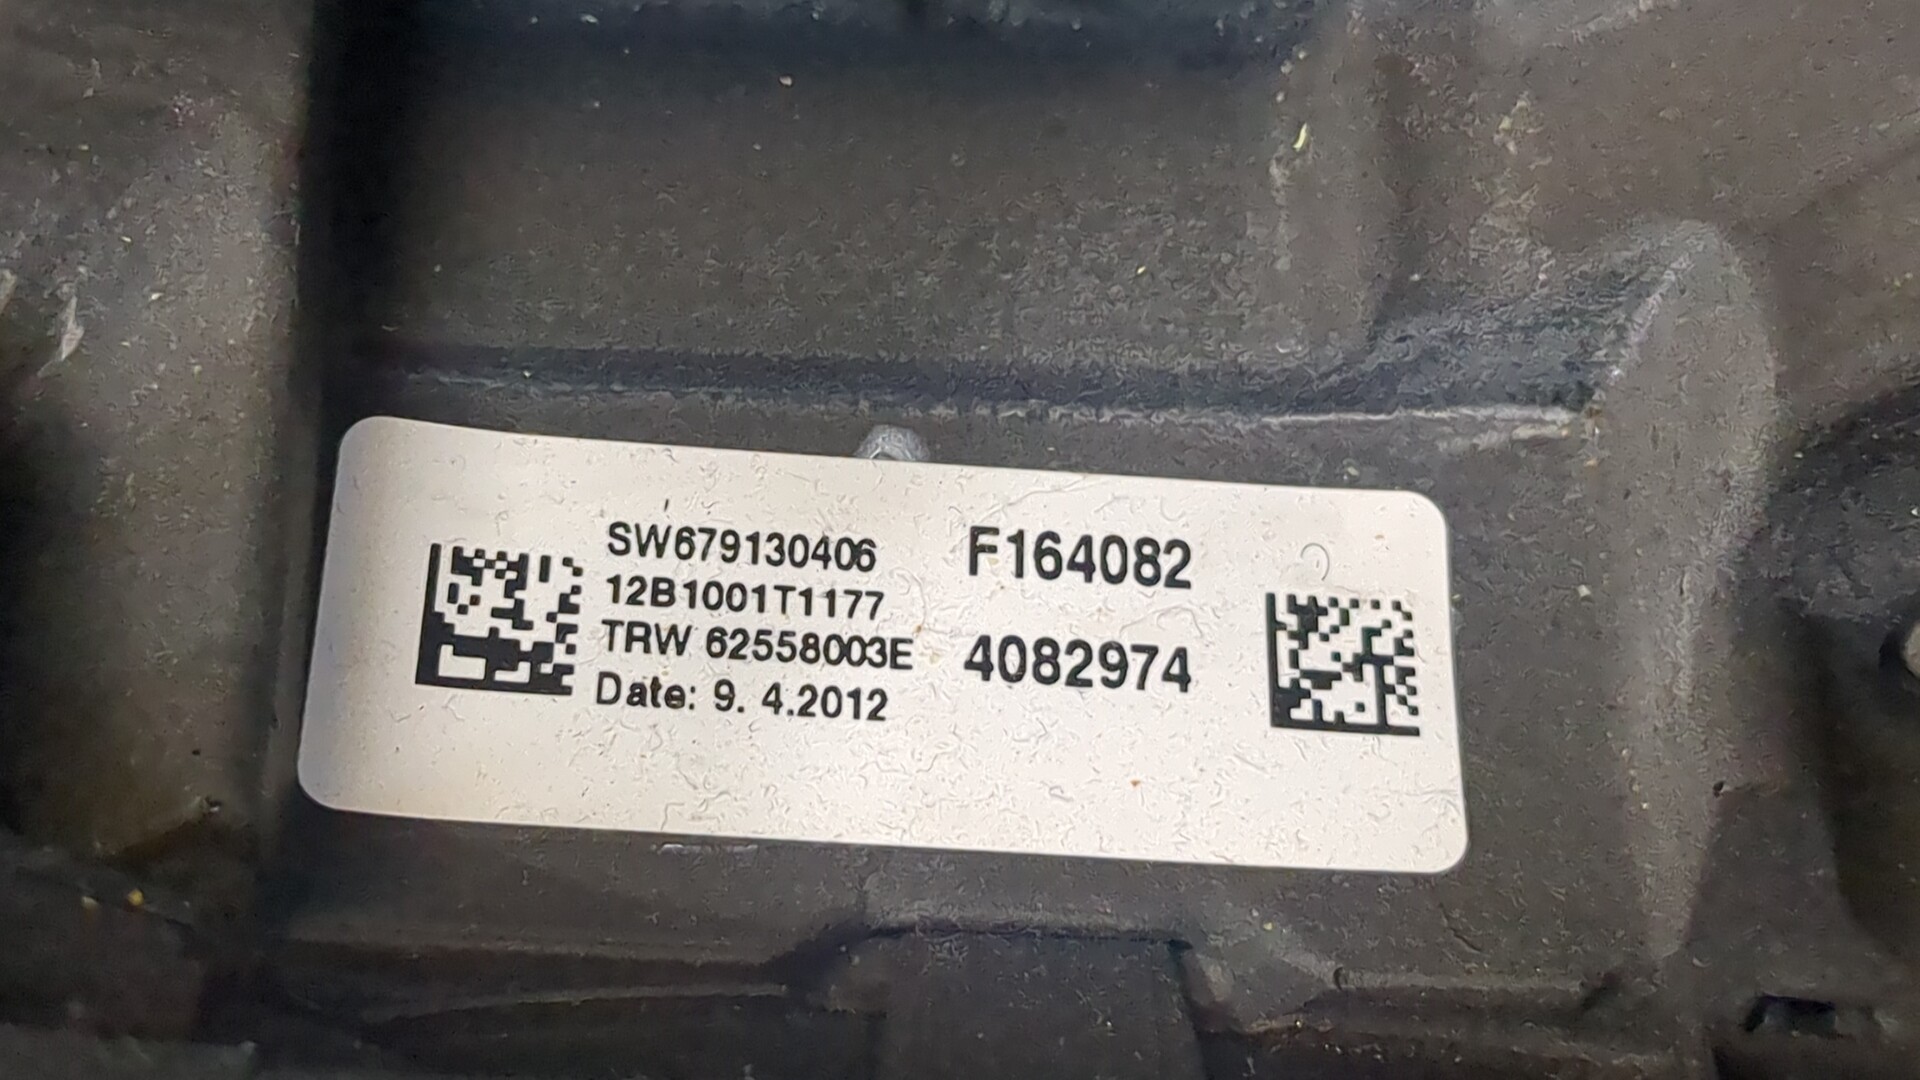 SW679130406
12B1001T1177
TRW 62558003E
Date: 9. 4.2012
F164082
4082974